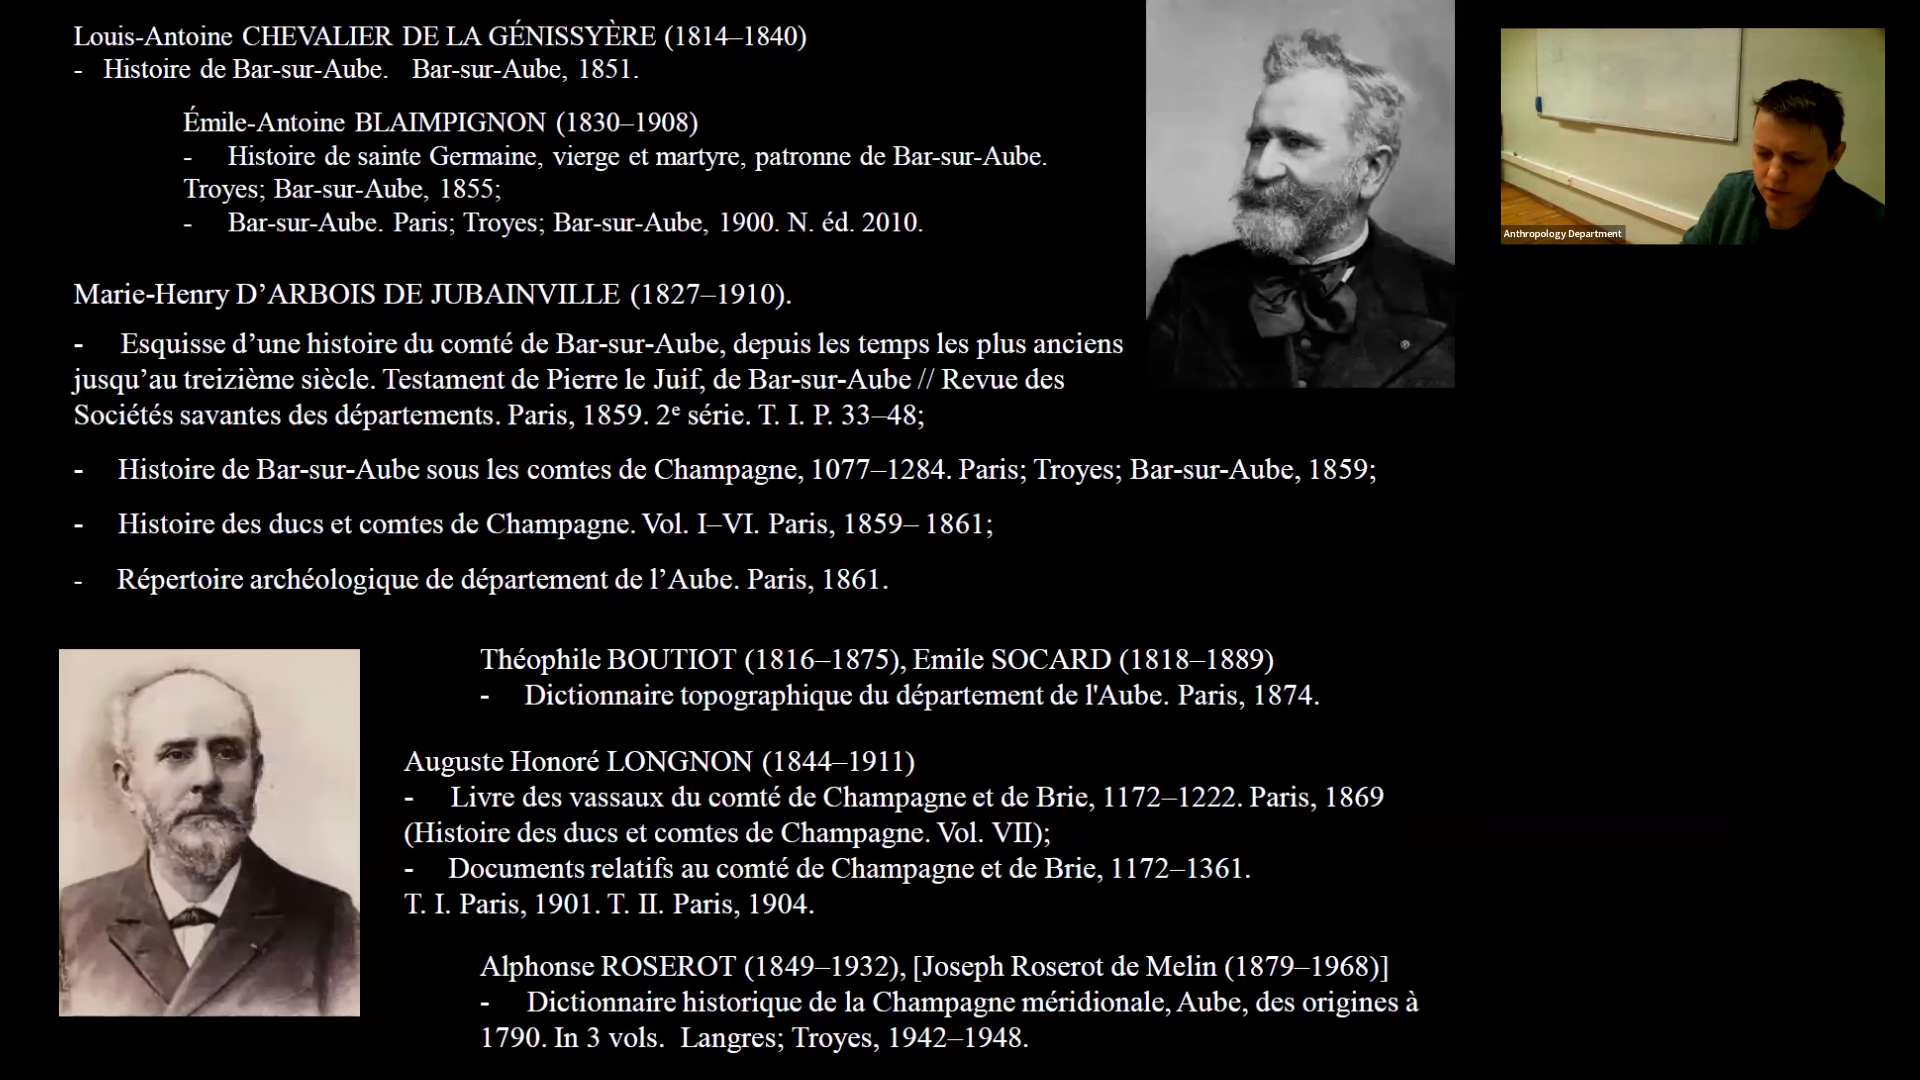 Louis-Antoine CHEVALIER DE LA GÉNISSYÈRE (1814–1840)
- Histoire de Bar-sur-Aube. Bar-sur-Aube, 1851.
Émile-Antoine BLAIMPIGNON (1830–1908)
- Histoire de sainte Germaine, vierge et martyre, patronne de Bar-sur-Aube.
Troyes; Bar-sur-Aube, 1855;
- Bar-sur-Aube. Paris; Troyes; Bar-sur-Aube, 1900. N. éd. 2010.
Marie-Henry D’ARBOIS DE JUBAINVILLE (1827–1910).
- Esquisse d’une histoire du comté de Bar-sur-Aube, depuis les temps les plus anciens
jusqu’au treizième siècle. Testament de Pierre le Juif, de Bar-sur-Aube // Revue des
Sociétés savantes des départements. Paris, 1859. 2ᵉ série. T. I. P. 33–48;
- Histoire de Bar-sur-Aube sous les comtes de Champagne, 1077–1284. Paris; Troyes; Bar-sur-Aube, 1859;
- Histoire des ducs et comtes de Champagne. Vol. I–VI. Paris, 1859– 1861;
- Répertoire archéologique de département de l’Aube. Paris, 1861.
Théophile BOUTIOT (1816–1875), Emile SOCARD (1818–1889)
- Dictionnaire topographique du département de l'Aube. Paris, 1874.
Auguste Honoré LONGNON (1844–1911)
- Livre des vassaux du comté de Champagne et de Brie, 1172–1222. Paris, 1869
(Histoire des ducs et comtes de Champagne. Vol. VII);
- Documents relatifs au comté de Champagne et de Brie, 1172–1361.
T. I. Paris, 1901. T. II. Paris, 1904.
Alphonse ROSEROT (1849–1932), [Joseph Roserot de Melin (1879–1968)]
- Dictionnaire historique de la Champagne méridionale, Aube, des origines à
1790. In 3 vols. Langres; Troyes, 1942–1948.
Anthropology Department